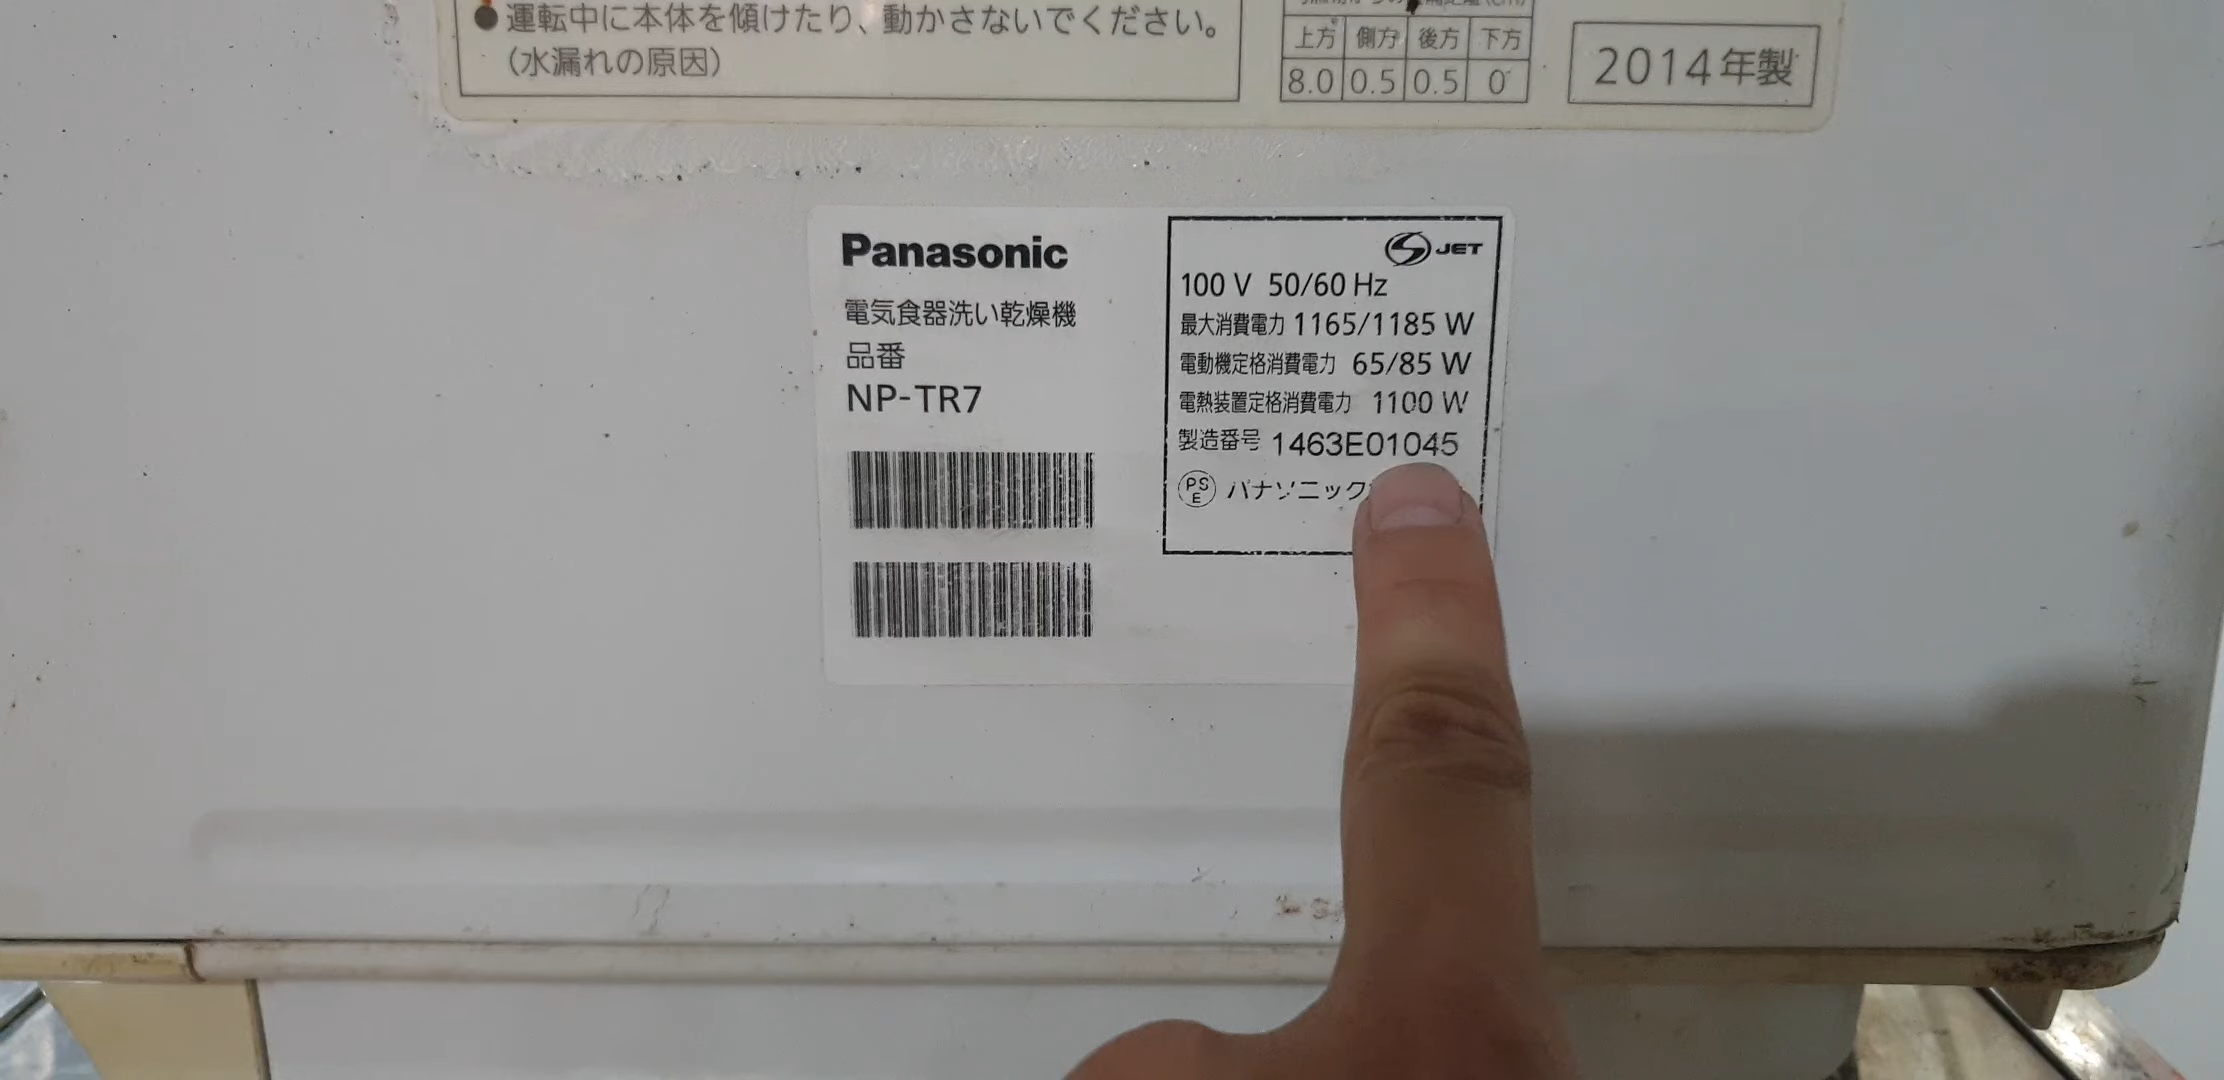 ●運転中に本体を傾けたり、動かさないでください。
(水漏れの原因)
上方 側方 後方 下方
8.0 0.5 0.5 0
2014年製
Panasonic
電気食器洗い乾燥機
品番
NP-TR7
JET
100 V 50/60 Hz
最大消費電力 1165/1185 W
電動機定格消費電力 65/85 W
電熱装置定格消費電力 1100 W
製造番号 1463E01045
PS
E
パナソニック